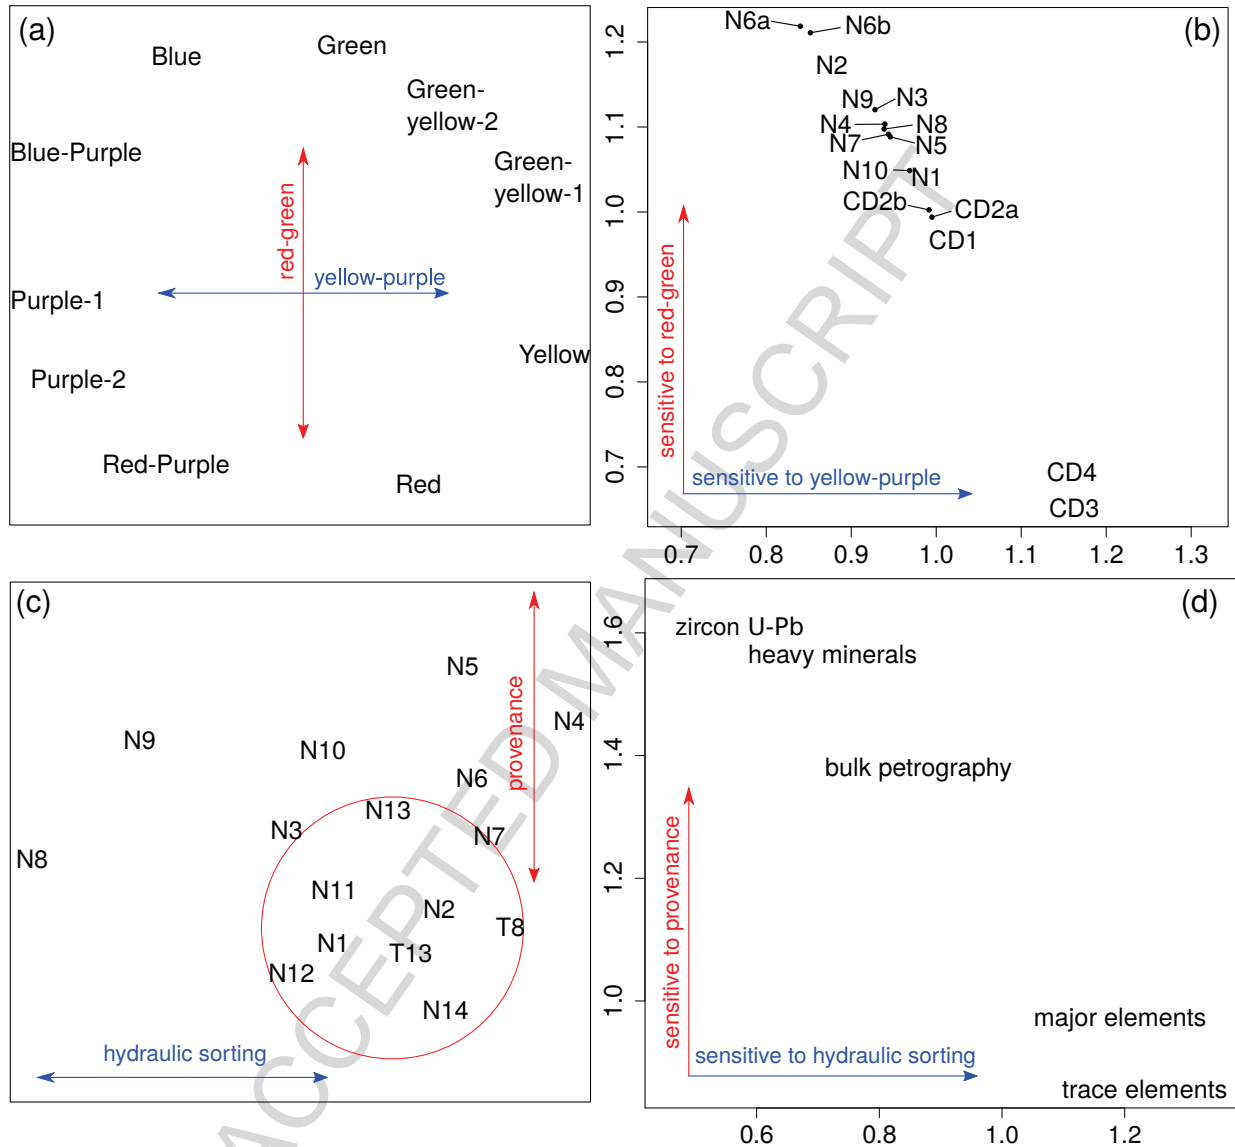 (a)
Blue
Green
Green-
yellow-2
Blue-Purple
Green-
yellow-1
red-green
yellow-purple
Purple-1
Yellow
Purple-2
Red-Purple
Red
(b)
N6a
N6b
N2
N9
N3
N4
N8
N7
N5
N10
N1
CD2b
CD2a
CD1
CD4
CD3
sensitive to red-green
sensitive to yellow-purple
1.2
1.1
1.0
0.9
0.8
0.7
0.7 0.8 0.9 1.0 1.1 1.2 1.3
(c)
N5
N4
N9
N10
N6
N13
N3
N7
N8
N11
N2
T8
N1
T13
N12
N14
provenance
hydraulic sorting
(d)
zircon U-Pb
heavy minerals
bulk petrography
major elements
trace elements
sensitive to provenance
sensitive to hydraulic sorting
1.6
1.4
1.2
1.0
0.6 0.8 1.0 1.2
ACCEPTED MANUSCRIPT